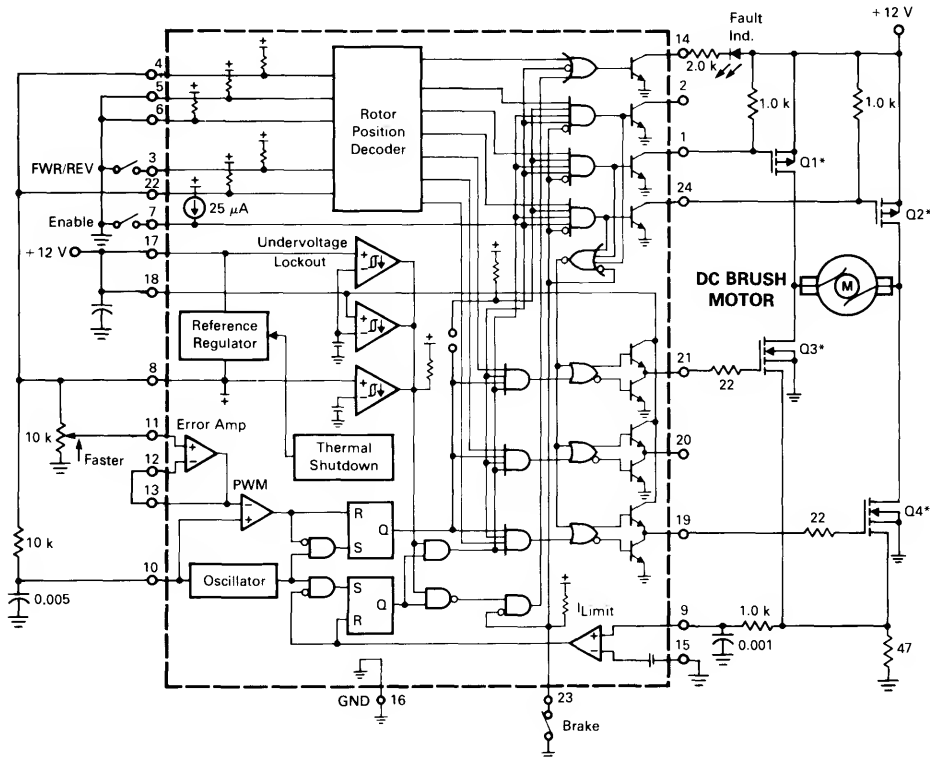 Fault
Ind.
+ 12 V
14
2.0 k
4
5
6
2
1.0 k
1.0 k
Rotor
Position
Decoder
1
Q1*
FWR/REV
3
22
24
Q2*
25 μA
Enable
7
+ 12 V
17
Undervoltage
Lockout
18
DC BRUSH
MOTOR
M
Reference
Regulator
21
22
Q3*
8
11
Error Amp
10 k
Faster
12
Thermal
Shutdown
20
13
PWM
R
Q
S
19
22
Q4*
10 k
10
Oscillator
S
Q
R
0.005
ILimit
9
1.0 k
15
0.001
47
GND
16
23
Brake